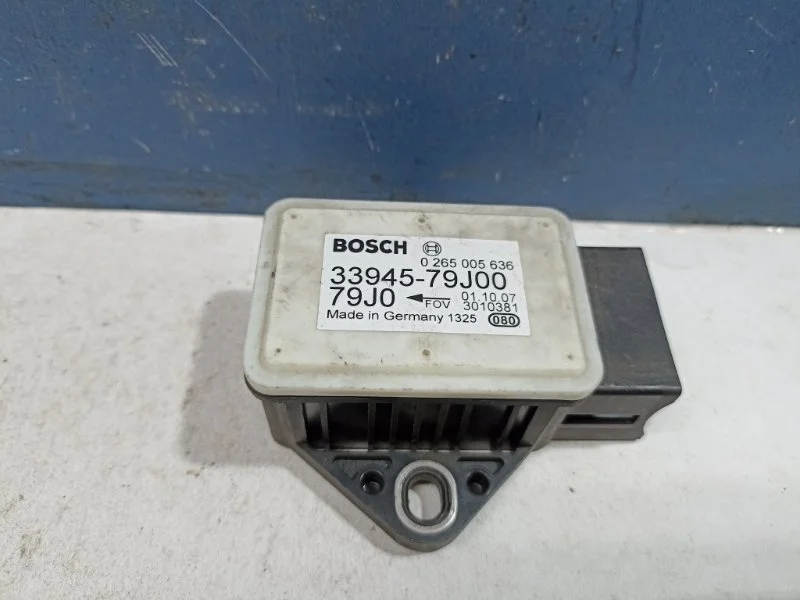 BOSCH
0 265 005 636
33945-79J00
79J0 01.10.07
FOV 3010381
Made in Germany 1325 080